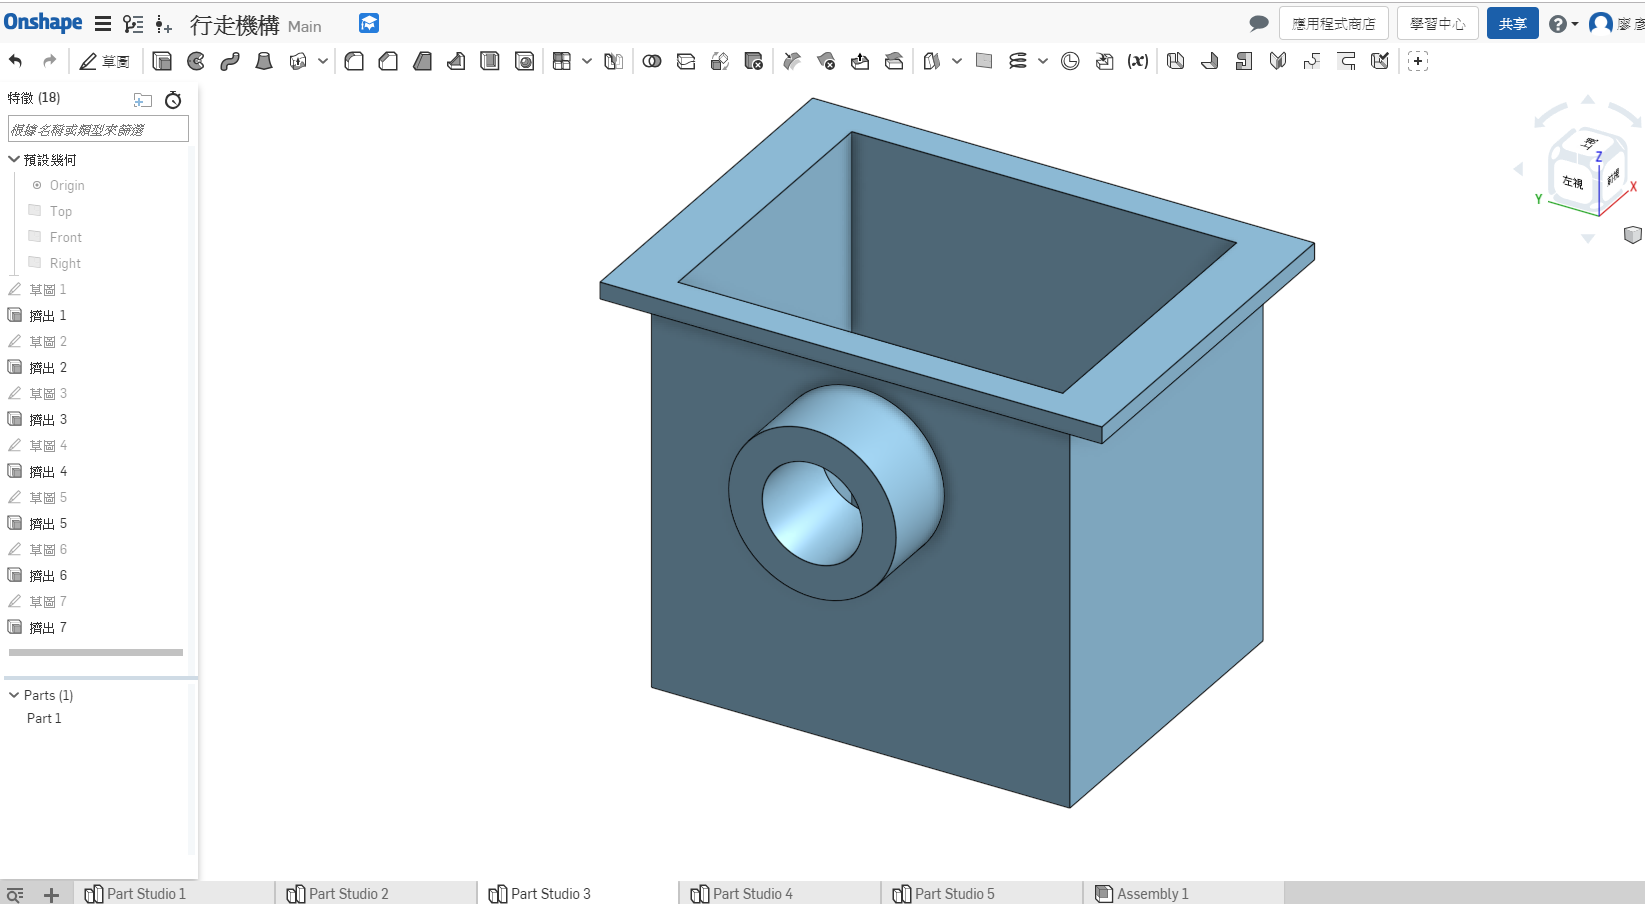 Onshape 行走機構 Main 應用程式商店 學習中心 共享 廖
草圖 (x)
特徵 (18)
根據名稱或類型來篩選
預設幾何
Origin
Top
Front
Right
草圖 1
擠出 1
草圖 2
擠出 2
草圖 3
擠出 3
草圖 4
擠出 4
草圖 5
擠出 5
草圖 6
擠出 6
草圖 7
擠出 7
Parts (1)
Part 1
Z
左視 前視
X
Y
Part Studio 1 Part Studio 2 Part Studio 3 Part Studio 4 Part Studio 5 Assembly 1